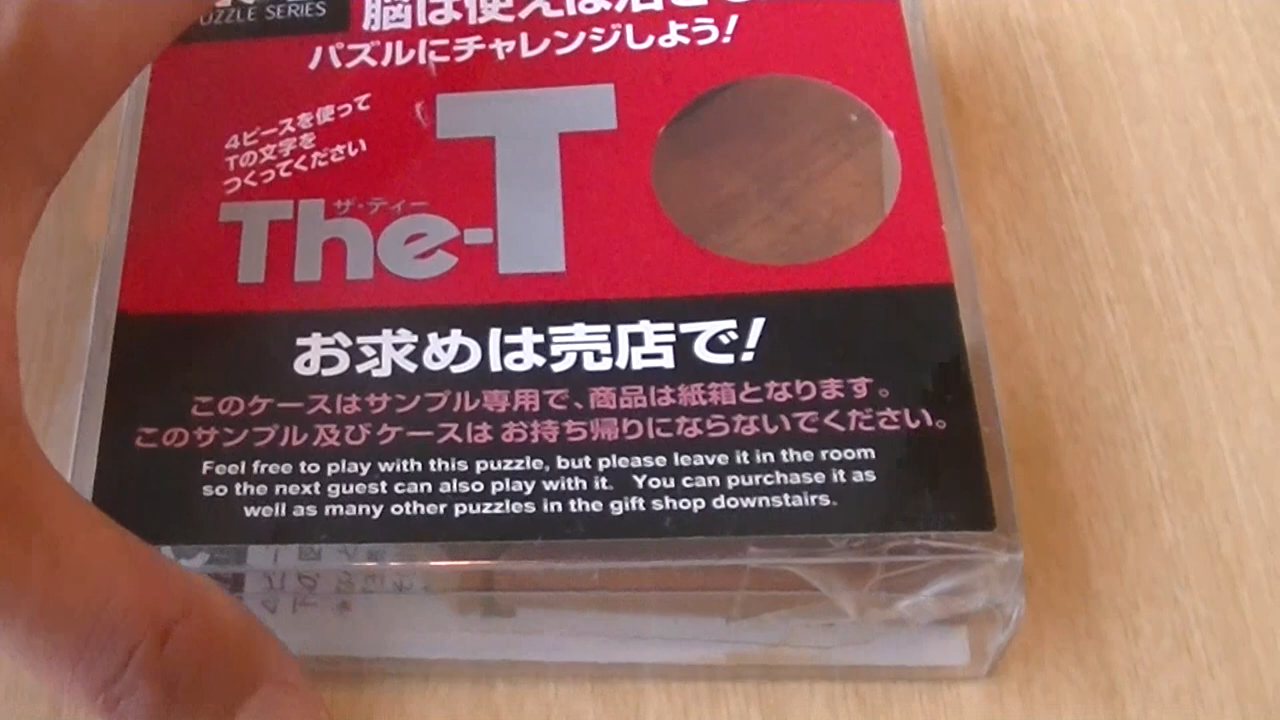 PUZZLE SERIES
脳は使えば
パズルにチャレンジしよう!
4ピースを使って
Tの文字を
つくってください
ザ・ティー
The-T
お求めは売店で!
このケースはサンプル専用で、商品は紙箱となります。
このサンプル及びケースはお持ち帰りにならないでください。
Feel free to play with this puzzle, but please leave it in the room
so the next guest can also play with it. You can purchase it as
well as many other puzzles in the gift shop downstairs.